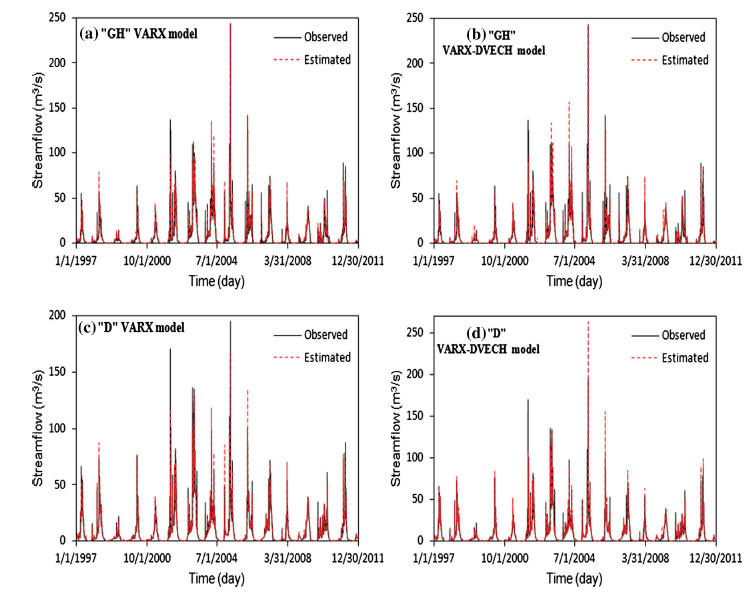 (a) "GH" VARX model
Observed
Estimated
Streamflow (m³/s)
250
200
150
100
50
0
1/1/1997
10/1/2000
7/1/2004
3/31/2008
12/30/2011
Time (day)
(b) "GH"
VARX-DVECH model
Observed
Estimated
Streamflow (m³/s)
250
200
150
100
50
0
1/1/1997
10/1/2000
7/1/2004
3/31/2008
12/30/2011
Time (day)
(c) "D" VARX model
Observed
Estimated
Streamflow (m³/s)
200
150
100
50
0
1/1/1997
10/1/2000
7/1/2004
3/31/2008
12/30/2011
Time (day)
(d) "D"
VARX-DVECH model
Observed
Estimated
Streamflow (m³/s)
250
200
150
100
50
0
1/1/1997
10/1/2000
7/1/2004
3/31/2008
12/30/2011
Time (day)